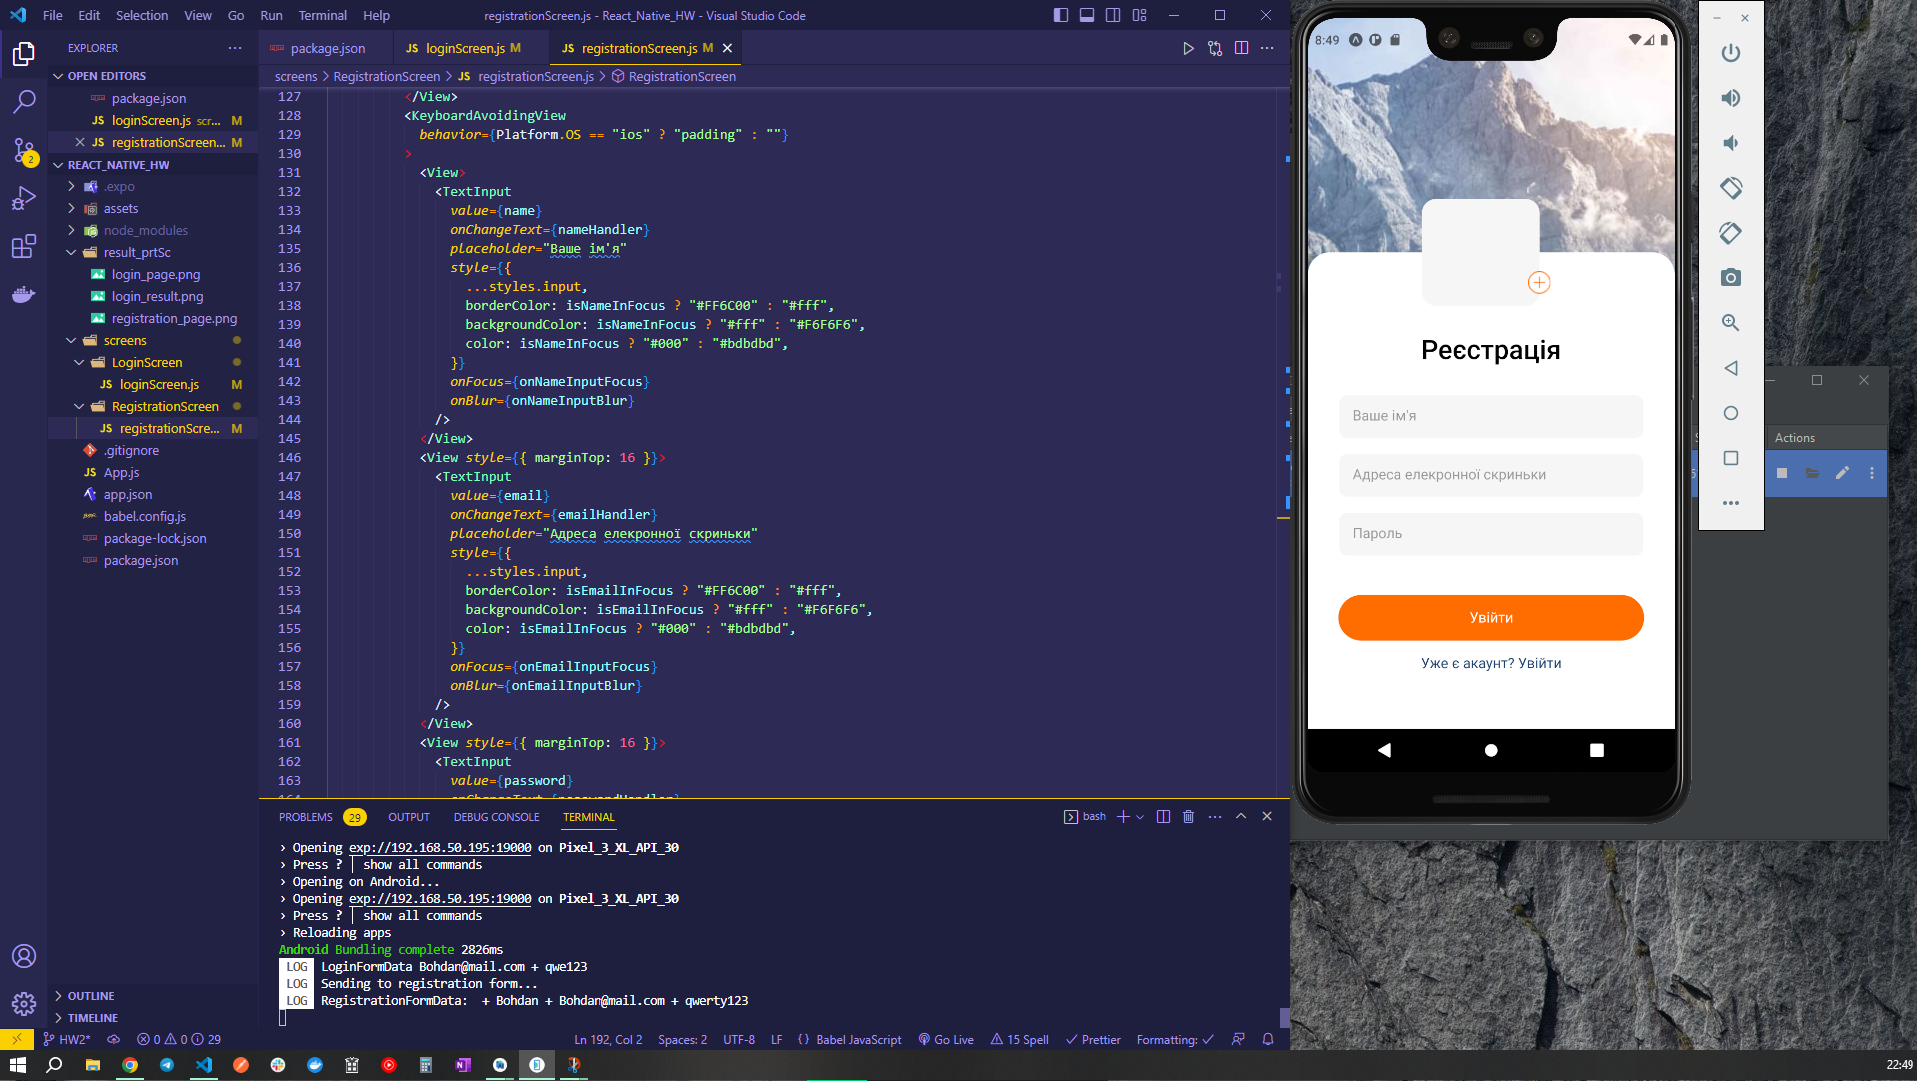 File Edit Selection View Go Run Terminal Help
registrationScreen.js - React_Native_HW - Visual Studio Code
EXPLORER
OPEN EDITORS
package.json
JS loginScreen.js scr... M
JS registrationScreen... M
REACT_NATIVE_HW
.expo
assets
node_modules
result_prtSc
login_page.png
login_result.png
registration_page.png
screens
LoginScreen
JS loginScreen.js M
RegistrationScreen
JS registrationScre... M
.gitignore
JS App.js
app.json
babel.config.js
package-lock.json
package.json
OUTLINE
TIMELINE
2
package.json
JS loginScreen.js M
JS registrationScreen.js M
screens > RegistrationScreen > JS registrationScreen.js > RegistrationScreen
127 </View>
128 <KeyboardAvoidingView
129 behavior={Platform.OS == "ios" ? "padding" : ""}
130 >
131 <View>
132 <TextInput
133 value={name}
134 onChangeText={nameHandler}
135 placeholder="Ваше ім'я"
136 style={{
137 ...styles.input,
138 borderColor: isNameInFocus ? "#FF6C00" : "#fff",
139 backgroundColor: isNameInFocus ? "#fff" : "#F6F6F6",
140 color: isNameInFocus ? "#000" : "#bdbdbd",
141 }}
142 onFocus={onNameInputFocus}
143 onBlur={onNameInputBlur}
144 />
145 </View>
146 <View style={{ marginTop: 16 }}>
147 <TextInput
148 value={email}
149 onChangeText={emailHandler}
150 placeholder="Адреса елекронної скриньки"
151 style={{
152 ...styles.input,
153 borderColor: isEmailInFocus ? "#FF6C00" : "#fff",
154 backgroundColor: isEmailInFocus ? "#fff" : "#F6F6F6",
155 color: isEmailInFocus ? "#000" : "#bdbdbd",
156 }}
157 onFocus={onEmailInputFocus}
158 onBlur={onEmailInputBlur}
159 />
160 </View>
161 <View style={{ marginTop: 16 }}>
162 <TextInput
163 value={password}
164 onChangeText={passwordHandler}
PROBLEMS 29 OUTPUT DEBUG CONSOLE TERMINAL
bash
› Opening exp://192.168.50.195:19000 on Pixel_3_XL_API_30
› Press ? │ show all commands
› Opening on Android...
› Opening exp://192.168.50.195:19000 on Pixel_3_XL_API_30
› Press ? │ show all commands
› Reloading apps
Android Bundling complete 2826ms
LOG LoginFormData Bohdan@mail.com + qwe123
LOG Sending to registration form...
LOG RegistrationFormData:  + Bohdan + Bohdan@mail.com + qwerty123
HW2* 0 0 29
Ln 192, Col 2 Spaces: 2 UTF-8 LF {} Babel JavaScript Go Live 15 Spell Prettier Formatting:
8:49
Реєстрація
Ваше ім'я
Адреса елекронної скриньки
Пароль
Увійти
Уже є акаунт? Увійти
Actions
22:49